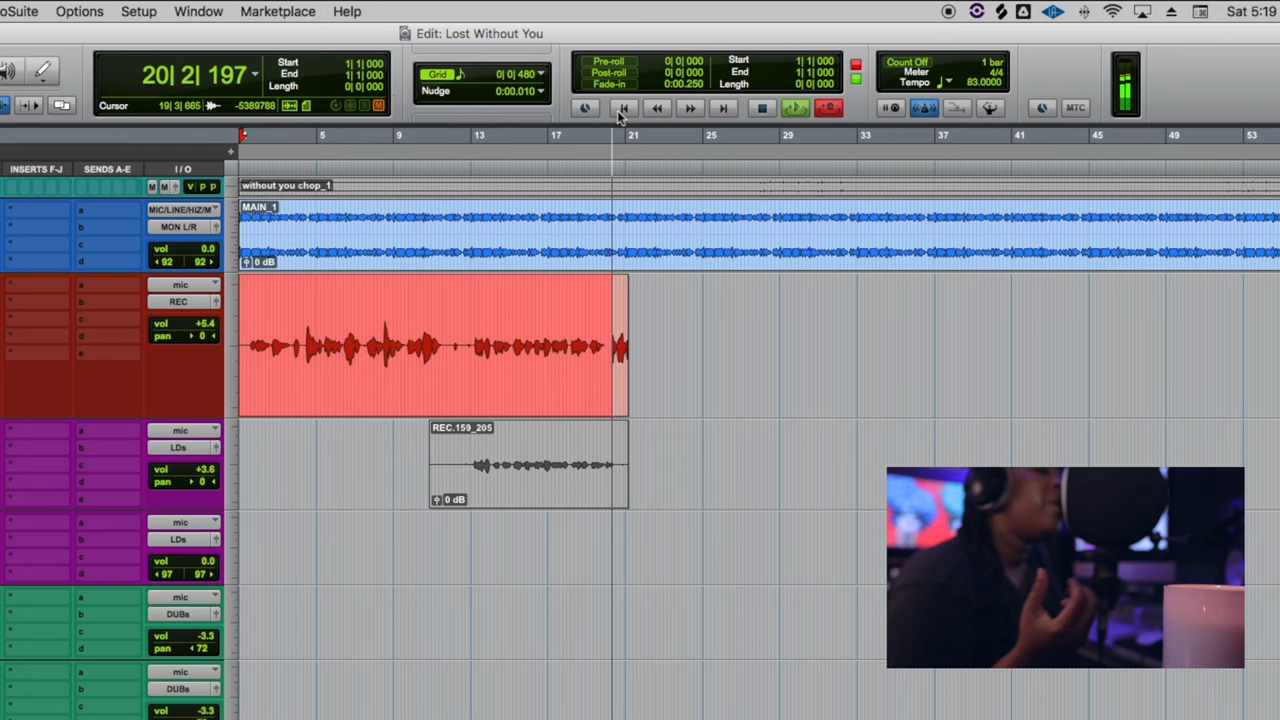 oSuite Options Setup Window Marketplace Help Sat 5:19
Edit: Lost Without You
20| 2| 197
Start 1| 1| 000
End 1| 1| 000
Length 0| 0| 000
Cursor 19| 3| 665 -5389788
Grid 0| 0| 480
Nudge 0:00.010
Pre-roll 0| 0| 000
Post-roll 0| 0| 000
Fade-in 0:00.250
Start 1| 1| 000
End 1| 1| 000
Length 0| 0| 000
Count Off 1 bar
Meter 4/4
Tempo 83.0000
MTC
5 9 13 17 21 25 29 33 37 41 45 49 53
INSERTS F-J SENDS A-E I / O
M M V P P without you chop_1
a MIC/LINE/HIZ/M MAIN_1
b MON L/R
c vol 0.0
d 92 92 0 dB
a mic
b REC
c vol +5.4
d pan 0
e
a mic REC.159_205
b LDs
c vol +3.6
d pan 0
e 0 dB
a mic
b LDs
c vol 0.0
d 97 97
a mic
b DUBs
c vol -3.3
d pan 72
a mic
b DUBs
c vol -3.3